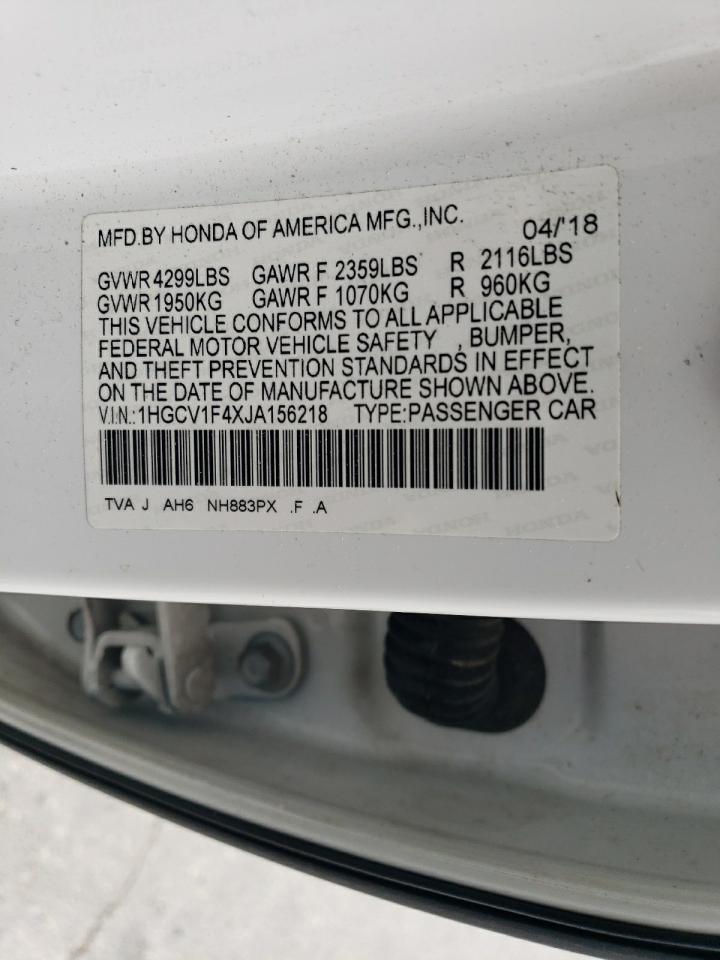 MFD.BY HONDA OF AMERICA MFG.,INC. 04/'18
GVWR 4299LBS GAWR F 2359LBS R 2116LBS
GVWR 1950KG GAWR F 1070KG R 960KG
THIS VEHICLE CONFORMS TO ALL APPLICABLE
FEDERAL MOTOR VEHICLE SAFETY , BUMPER,
AND THEFT PREVENTION STANDARDS IN EFFECT
ON THE DATE OF MANUFACTURE SHOWN ABOVE.
V.I.N.:1HGCV1F4XJA156218 TYPE:PASSENGER CAR
TVA J AH6 NH883PX .F .A